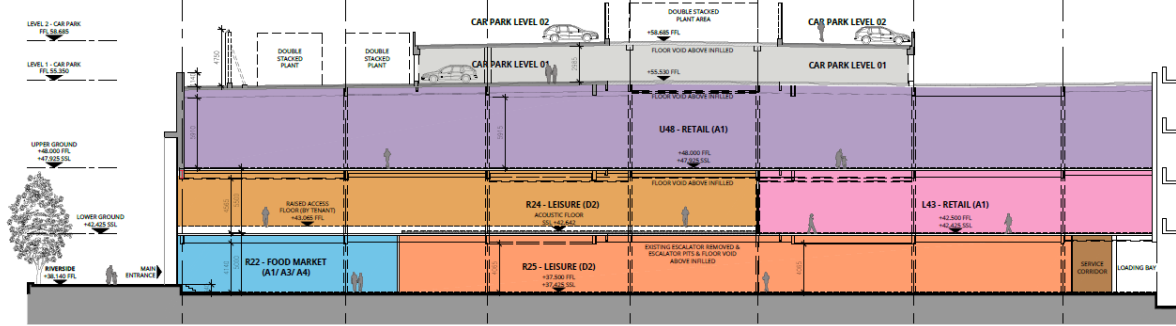 LEVEL 2 - CAR PARK
FFL 58.685
LEVEL 1 - CAR PARK
FFL 55.350
CAR PARK LEVEL 02
DOUBLE STACKED
PLANT AREA
+58.685 FFL
CAR PARK LEVEL 02
DOUBLE
STACKED
PLANT
DOUBLE
STACKED
PLANT
4750
CAR PARK LEVEL 01
FLOOR VOID ABOVE INFILLED
CAR PARK LEVEL 01
+55.530 FFL
FLOOR VOID ABOVE INFILLED
U48 - RETAIL (A1)
+48.000 FFL
+47.925 SSL
UPPER GROUND
+48.000 FFL
+47.925 SSL
FLOOR VOID ABOVE INFILLED
RAISED ACCESS
FLOOR (BY TENANT)
+43.065 FFL
R24 - LEISURE (D2)
ACOUSTIC FLOOR
SSL +42.642
L43 - RETAIL (A1)
+42.500 FFL
+42.425 SSL
LOWER GROUND
+42.425 SSL
EXISTING ESCALATOR REMOVED &
ESCALATOR PITS & FLOOR VOID
ABOVE INFILLED
R22 - FOOD MARKET
(A1/ A3/ A4)
R25 - LEISURE (D2)
+37.500 FFL
+37.425 SSL
SERVICE
CORRIDOR
LOADING BAY
RIVERSIDE
+38.140 FFL
MAIN
ENTRANCE